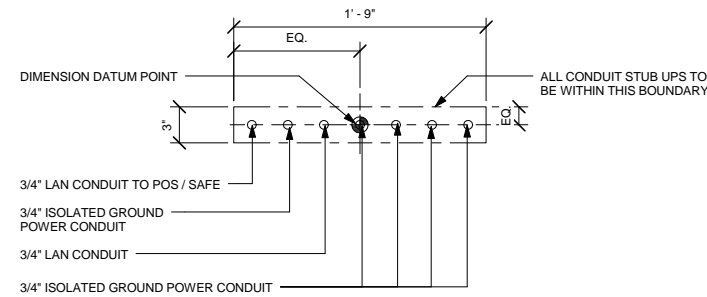 1' - 9"
EQ.
DIMENSION DATUM POINT
ALL CONDUIT STUB UPS TO
BE WITHIN THIS BOUNDARY
3"
EQ.
3/4" LAN CONDUIT TO POS / SAFE
3/4" ISOLATED GROUND
POWER CONDUIT
3/4" LAN CONDUIT
3/4" ISOLATED GROUND POWER CONDUIT